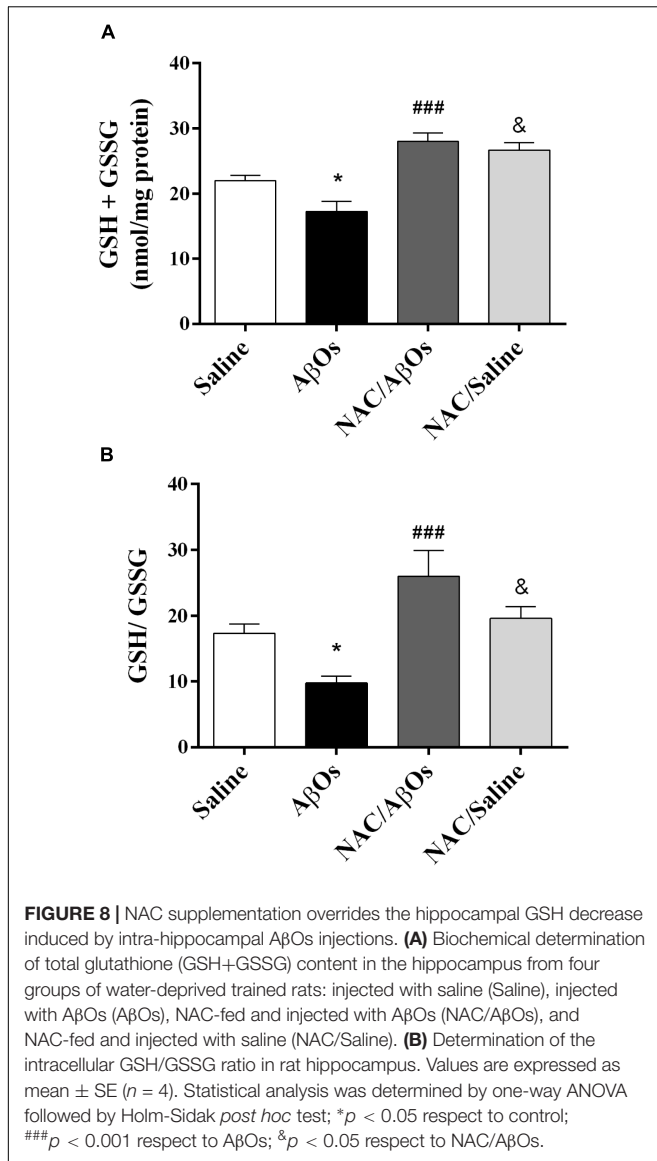 A
GSH + GSSG
(nmol/mg protein)
40
30
20
10
0
*
###
&
Saline
AβOs
NAC/AβOs
NAC/Saline
B
GSH/ GSSG
40
30
20
10
0
*
###
&
Saline
AβOs
NAC/AβOs
NAC/Saline
FIGURE 8 | NAC supplementation overrides the hippocampal GSH decrease
induced by intra-hippocampal AβOs injections. (A) Biochemical determination
of total glutathione (GSH+GSSG) content in the hippocampus from four
groups of water-deprived trained rats: injected with saline (Saline), injected
with AβOs (AβOs), NAC-fed and injected with AβOs (NAC/AβOs), and
NAC-fed and injected with saline (NAC/Saline). (B) Determination of the
intracellular GSH/GSSG ratio in rat hippocampus. Values are expressed as
mean ± SE (n = 4). Statistical analysis was determined by one-way ANOVA
followed by Holm-Sidak post hoc test; *p < 0.05 respect to control;
###p < 0.001 respect to AβOs; &p < 0.05 respect to NAC/AβOs.